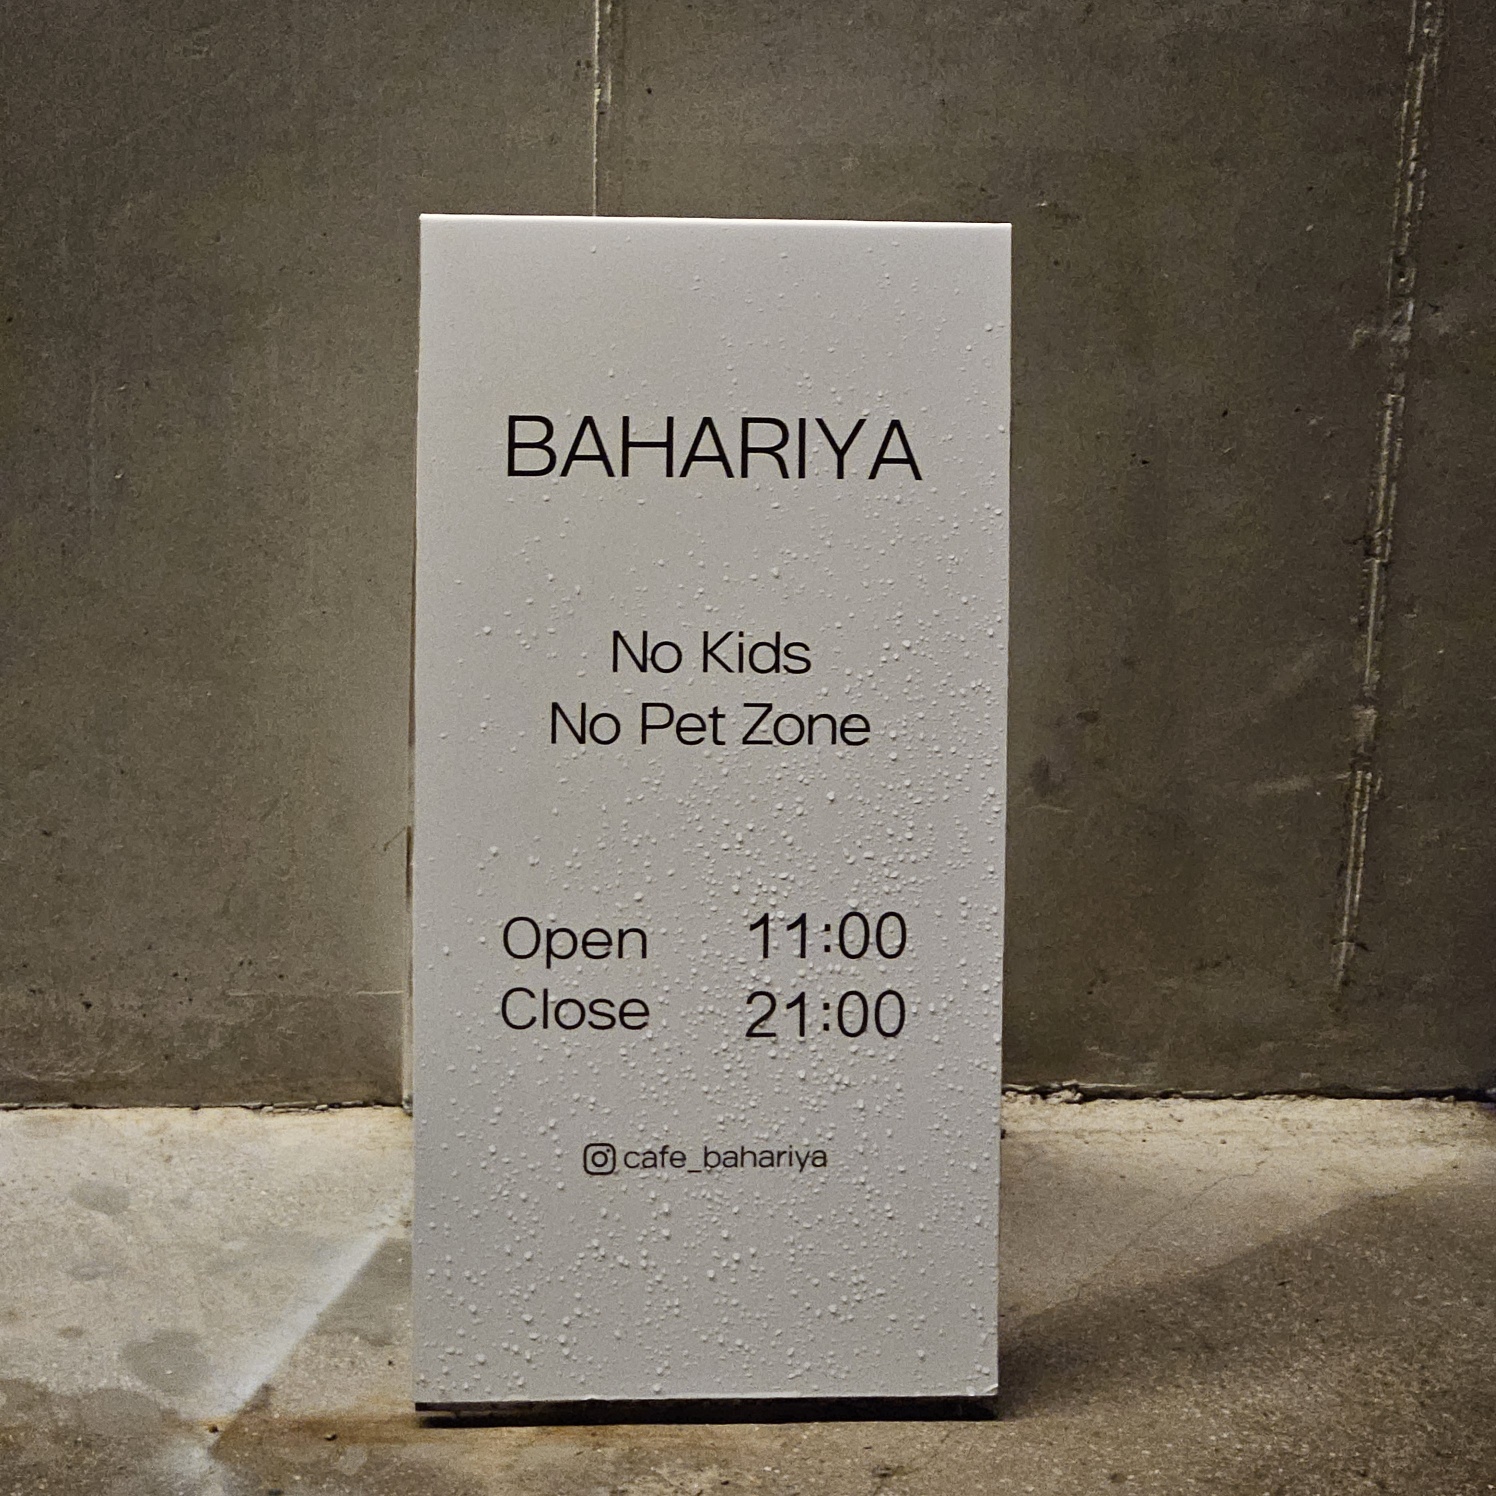 BAHARIYA
No Kids
No Pet Zone
Open 11:00
Close 21:00
cafe_bahariya